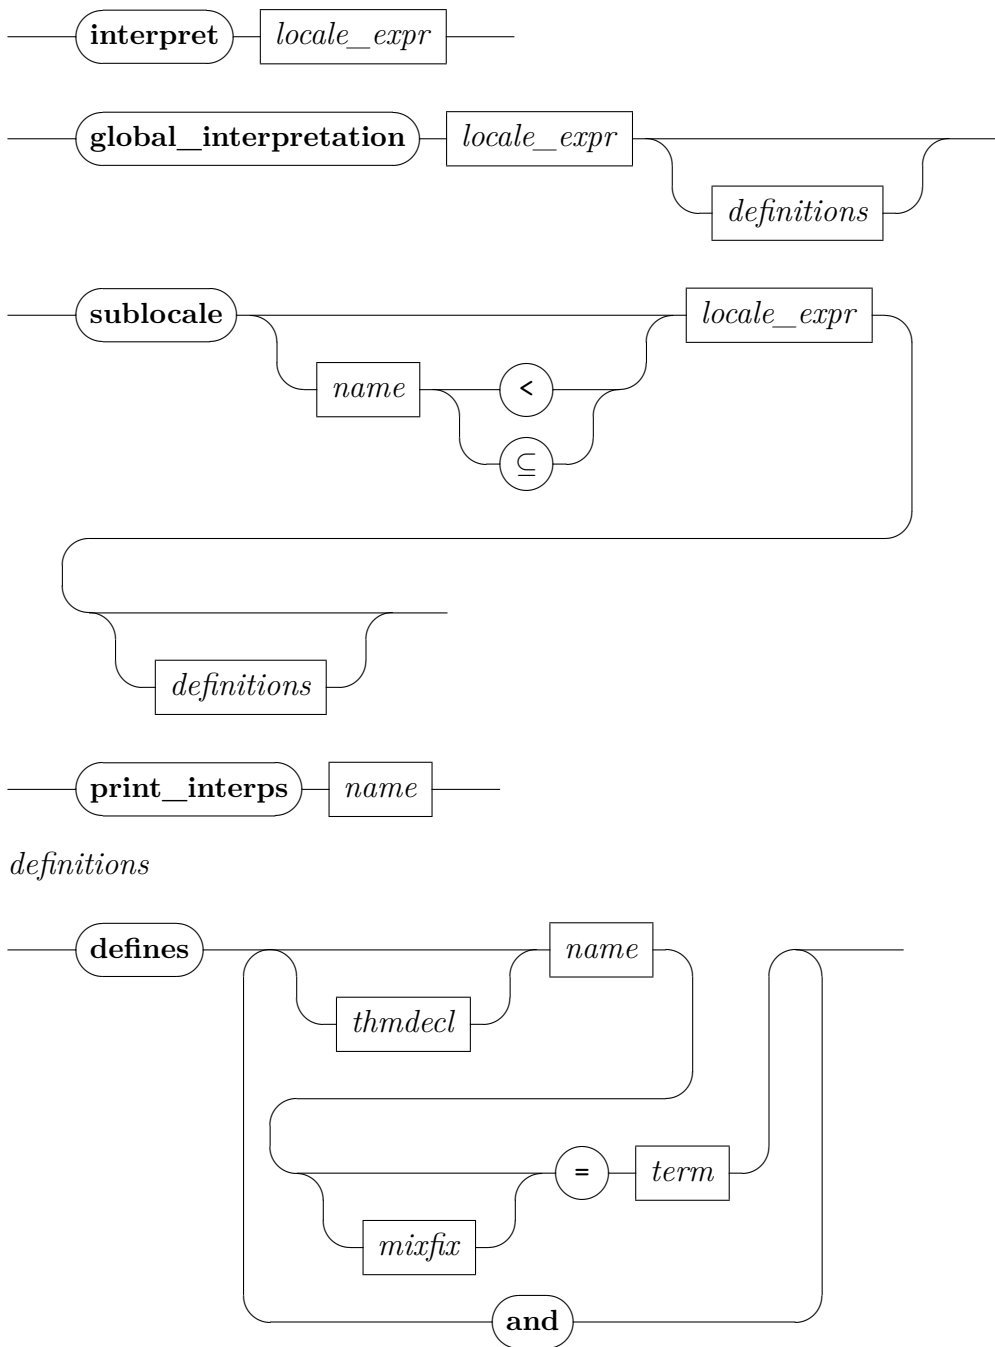 interpret locale_expr
global_interpretation locale_expr
definitions
sublocale locale_expr
name <
⊆
definitions
print_interps name
definitions
defines name
thmdecl
= term
mixfix
and